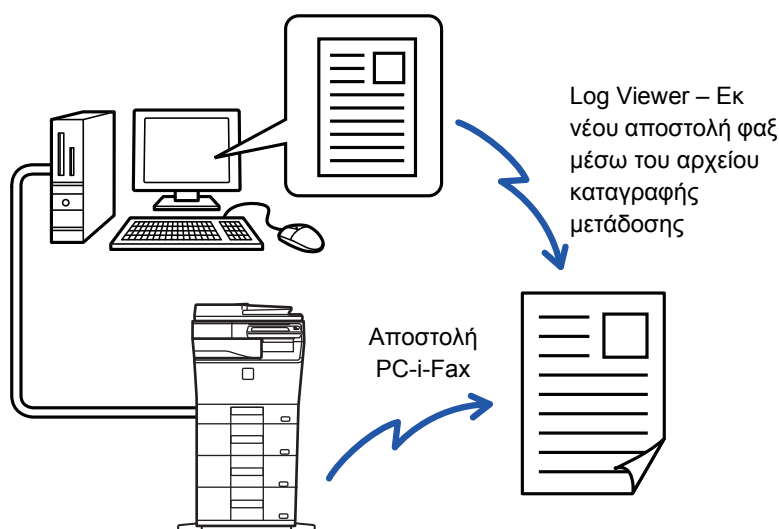 Log Viewer – Εκ
νέου αποστολή φαξ
μέσω του αρχείου
καταγραφής
μετάδοσης
Αποστολή
PC-i-Fax